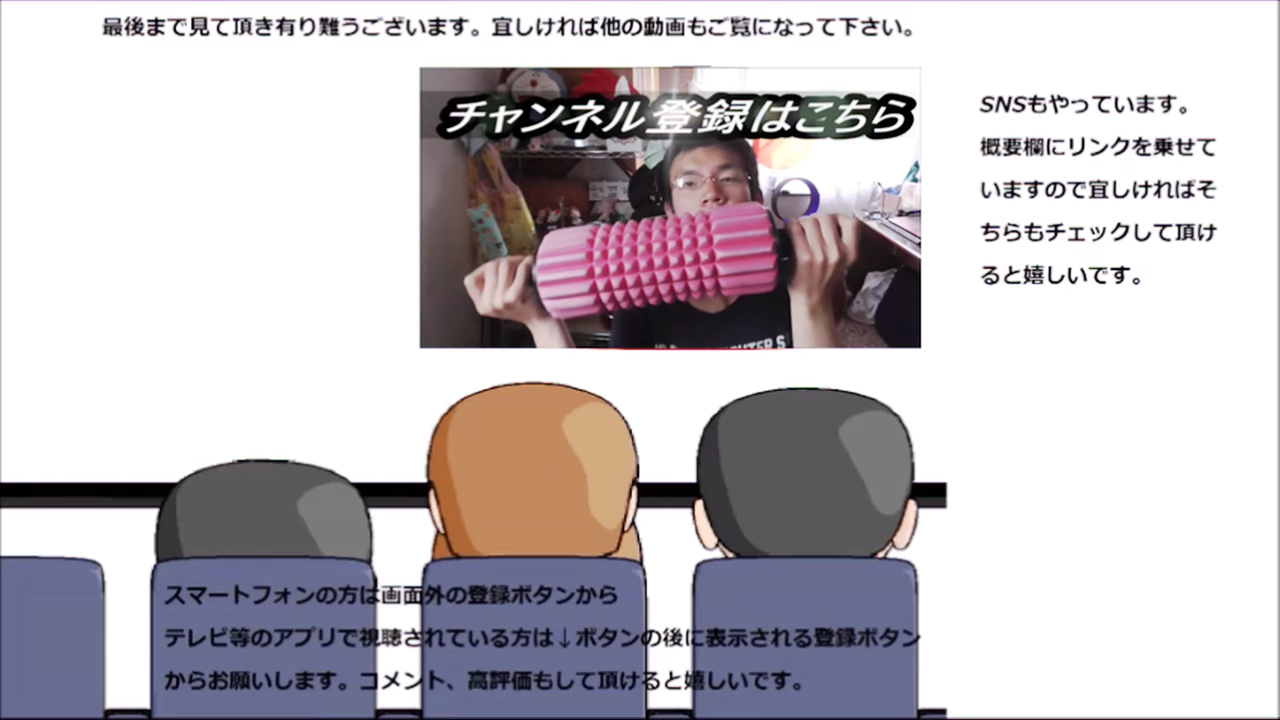 最後まで見て頂き有り難うございます。宜しければ他の動画もご覧になって下さい。
チャンネル登録はこちら
SNSもやっています。
概要欄にリンクを乗せて
いますので宜しければそ
ちらもチェックして頂け
ると嬉しいです。
スマートフォンの方は画面外の登録ボタンから
テレビ等のアプリで視聴されている方は↓ボタンの後に表示される登録ボタン
からお願いします。コメント、高評価もして頂けると嬉しいです。